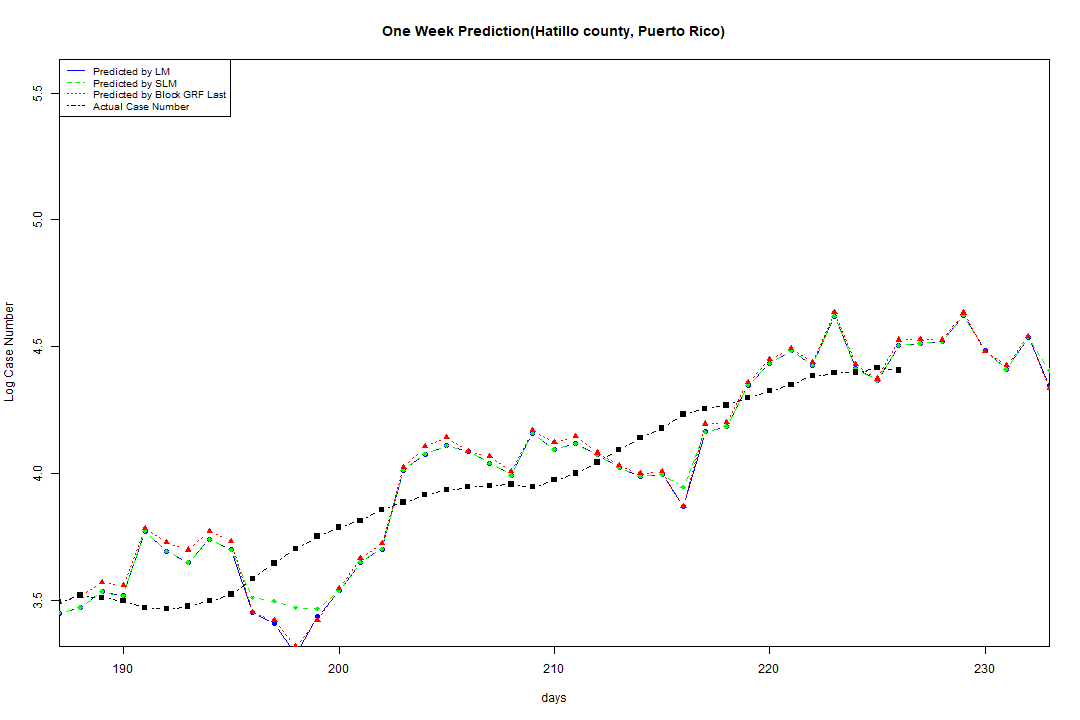 One Week Prediction(Hatillo county, Puerto Rico)
Predicted by LM
Predicted by SLM
Predicted by Block GRF Last
Actual Case Number
5.5
5.0
4.5
4.0
3.5
Log Case Number
190
200
210
220
230
days